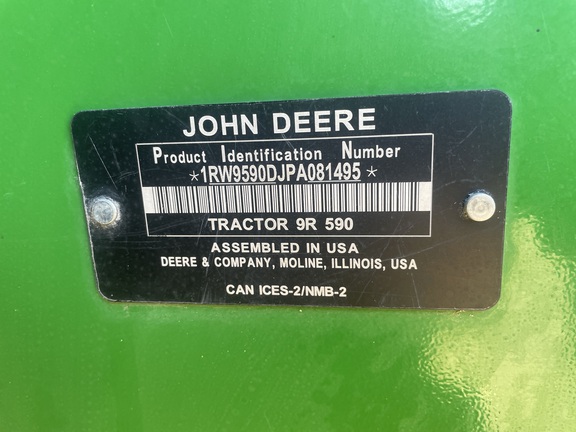 JOHN DEERE
Product Identification Number
*1RW9590DJPA081495*
TRACTOR 9R 590
ASSEMBLED IN USA
DEERE & COMPANY, MOLINE, ILLINOIS, USA
CAN ICES-2/NMB-2